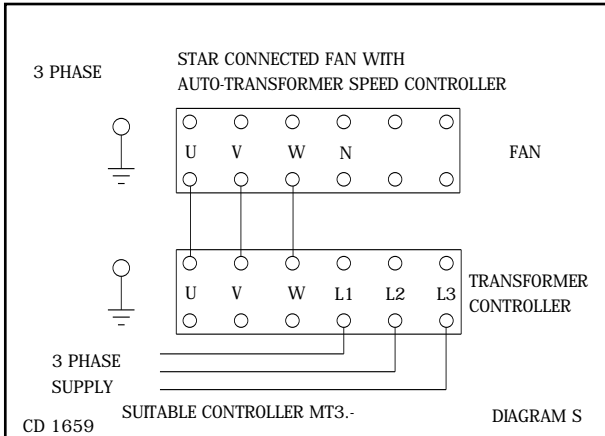 3 PHASE
STAR CONNECTED FAN WITH
AUTO-TRANSFORMER SPEED CONTROLLER
U V W N
FAN
U V W L1 L2 L3
TRANSFORMER
CONTROLLER
3 PHASE
SUPPLY
SUITABLE CONTROLLER MT3.-
CD 1659
DIAGRAM S